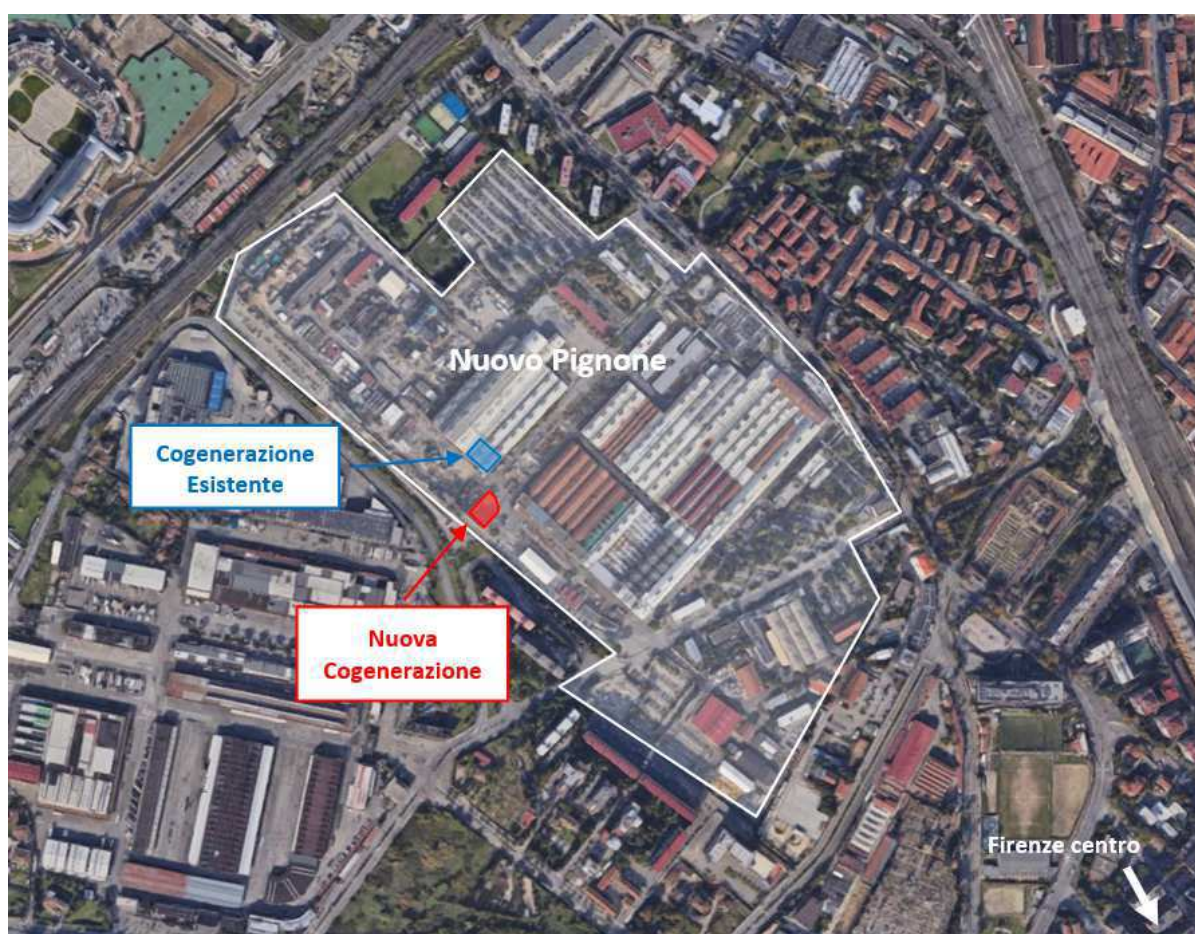 Nuovo Pignone
Cogenerazione
Esistente
Nuova
Cogenerazione
Firenze centro